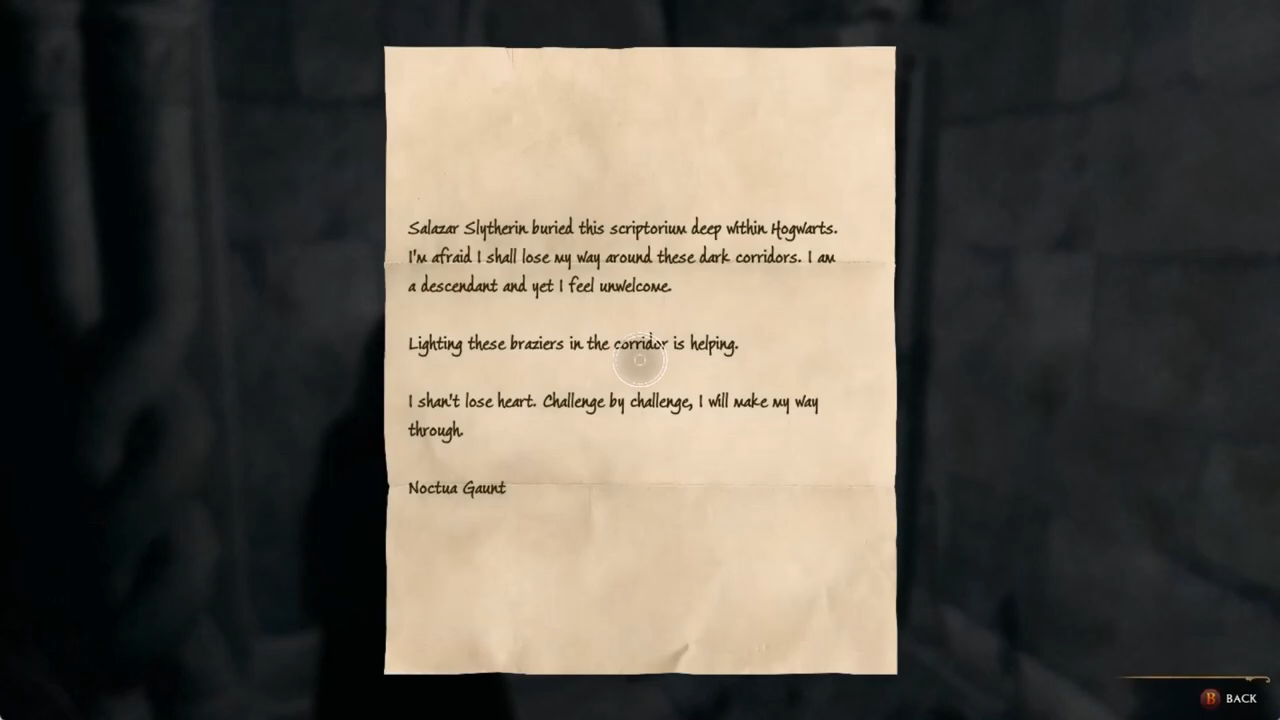 Salazar Slytherin buried this scriptorium deep within Hogwarts.
I'm afraid I shall lose my way around these dark corridors. I am
a descendant and yet I feel unwelcome.
Lighting these braziers in the corridor is helping.
I shan't lose heart. Challenge by challenge, I will make my way
through.
Noctua Gaunt
B BACK